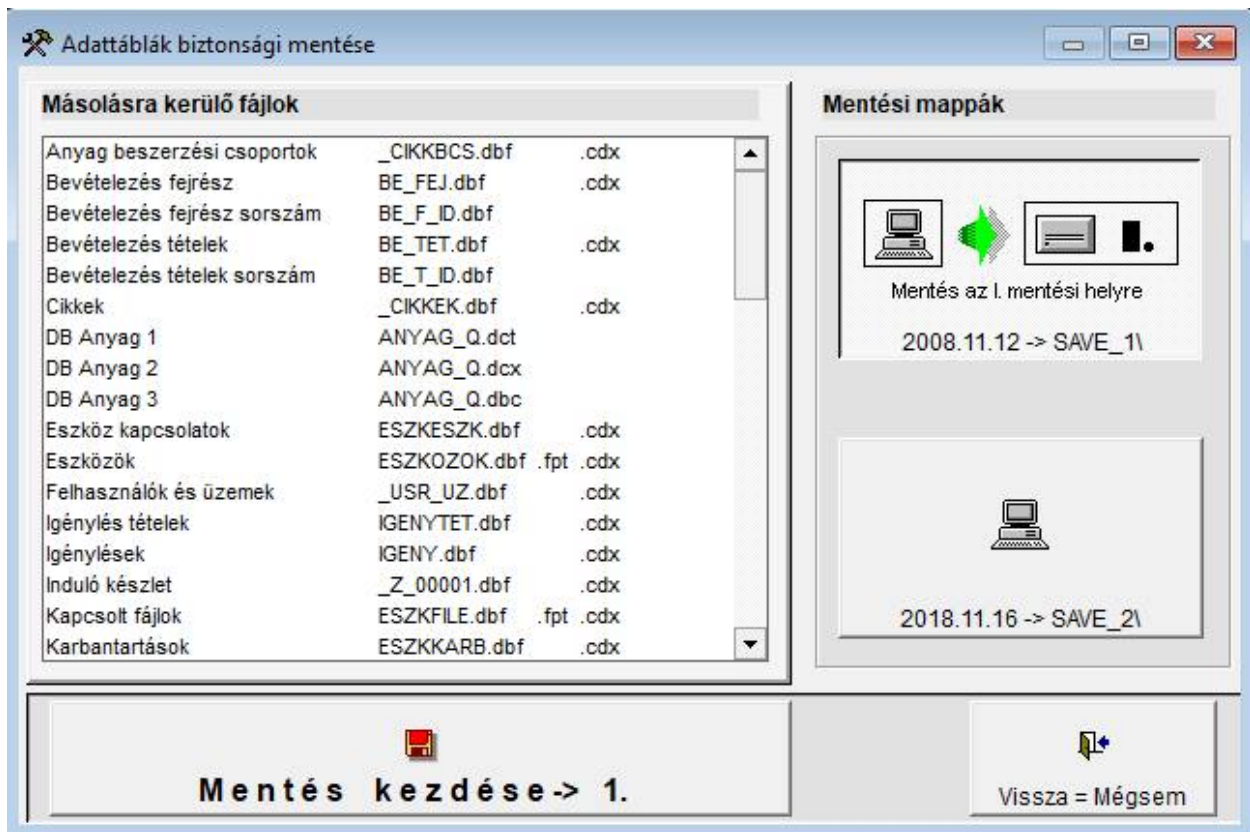 Adattáblák biztonsági mentése
Másolásra kerülő fájlok
Anyag beszerzési csoportok _CIKKBCS.dbf .cdx
Bevételezés fejrész BE_FEJ.dbf .cdx
Bevételezés fejrész sorszám BE_F_ID.dbf
Bevételezés tételek BE_TET.dbf .cdx
Bevételezés tételek sorszám BE_T_ID.dbf
Cikkek _CIKKEK.dbf .cdx
DB Anyag 1 ANYAG_Q.dct
DB Anyag 2 ANYAG_Q.dcx
DB Anyag 3 ANYAG_Q.dbc
Eszköz kapcsolatok ESZKESZK.dbf .cdx
Eszközök ESZKOZOK.dbf .fpt .cdx
Felhasználók és üzemek _USR_UZ.dbf .cdx
Igénylés tételek IGENYTET.dbf .cdx
Igénylések IGENY.dbf .cdx
Induló készlet _Z_00001.dbf .cdx
Kapcsolt fájlok ESZKFILE.dbf .fpt .cdx
Karbantartások ESZKKARB.dbf .cdx
Mentési mappák
I.
Mentés az I. mentési helyre
2008.11.12 -> SAVE_1\
2018.11.16 -> SAVE_2\
Mentés kezdése-> 1.
Vissza = Mégsem